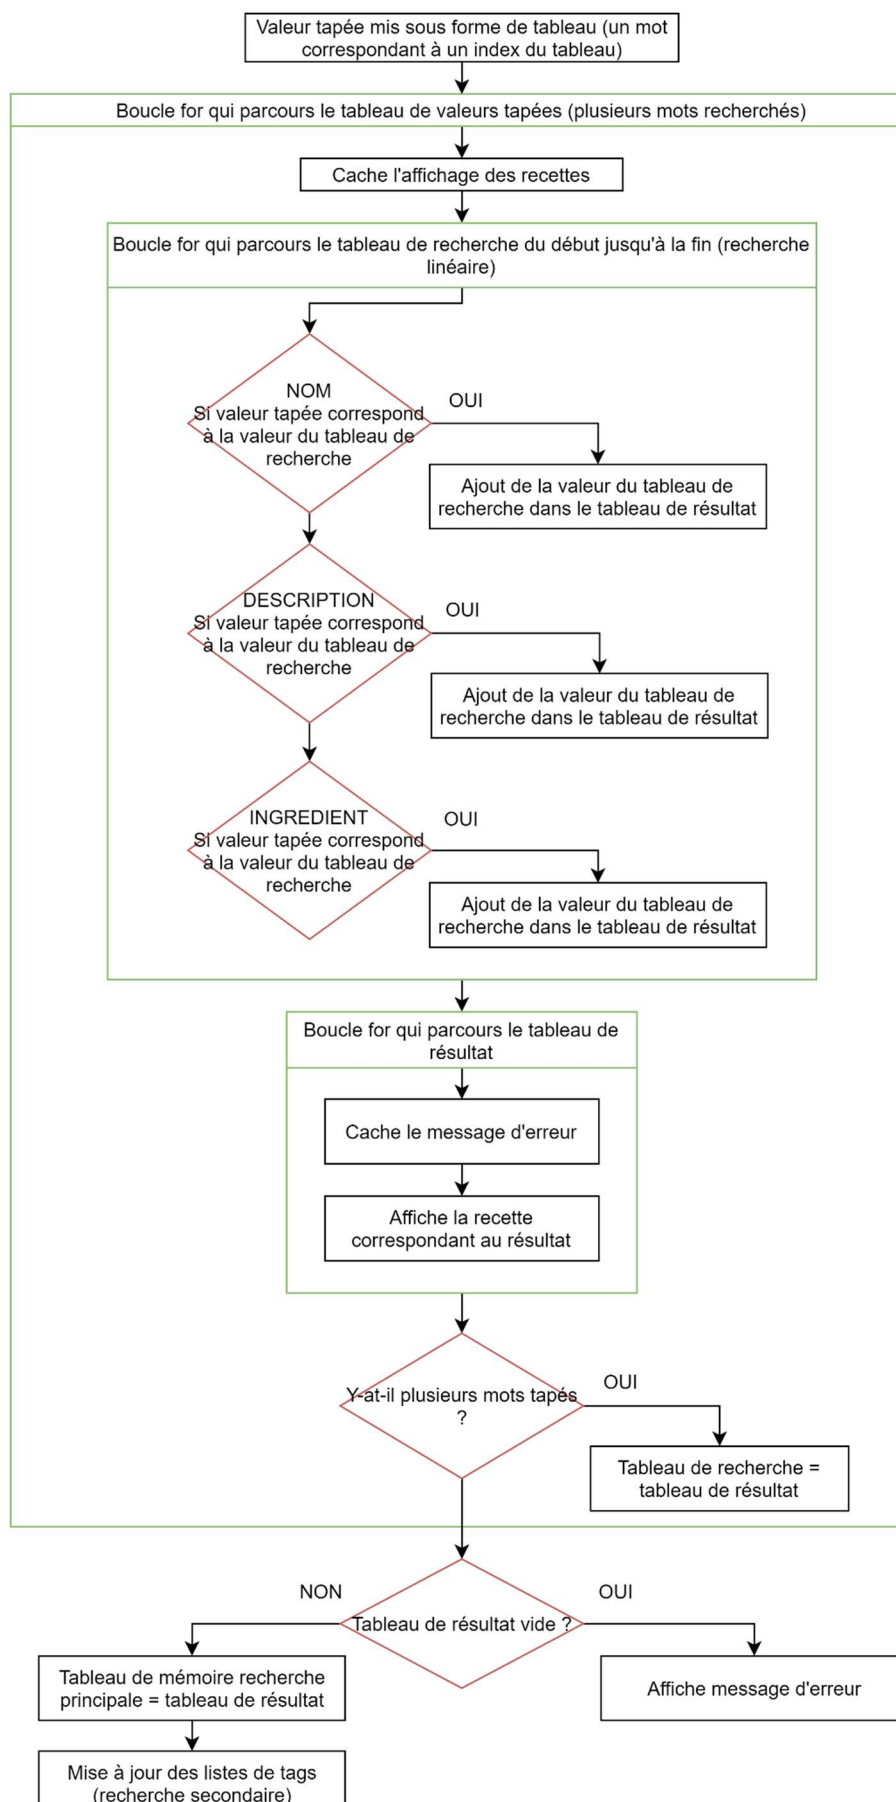 Valeur tapée mis sous forme de tableau (un mot
correspondant à un index du tableau)
Boucle for qui parcours le tableau de valeurs tapées (plusieurs mots recherchés)
Cache l'affichage des recettes
Boucle for qui parcours le tableau de recherche du début jusqu'à la fin (recherche
linéaire)
NOM
Si valeur tapée correspond
à la valeur du tableau de
recherche
OUI
Ajout de la valeur du tableau de
recherche dans le tableau de résultat
DESCRIPTION
Si valeur tapée correspond
à la valeur du tableau de
recherche
OUI
Ajout de la valeur du tableau de
recherche dans le tableau de résultat
INGREDIENT
Si valeur tapée correspond
à la valeur du tableau de
recherche
OUI
Ajout de la valeur du tableau de
recherche dans le tableau de résultat
Boucle for qui parcours le tableau de
résultat
Cache le message d'erreur
Affiche la recette
correspondant au résultat
Y-at-il plusieurs mots tapés
?
OUI
Tableau de recherche =
tableau de résultat
Tableau de résultat vide ?
NON
OUI
Tableau de mémoire recherche
principale = tableau de résultat
Affiche message d'erreur
Mise à jour des listes de tags
(recherche secondaire)